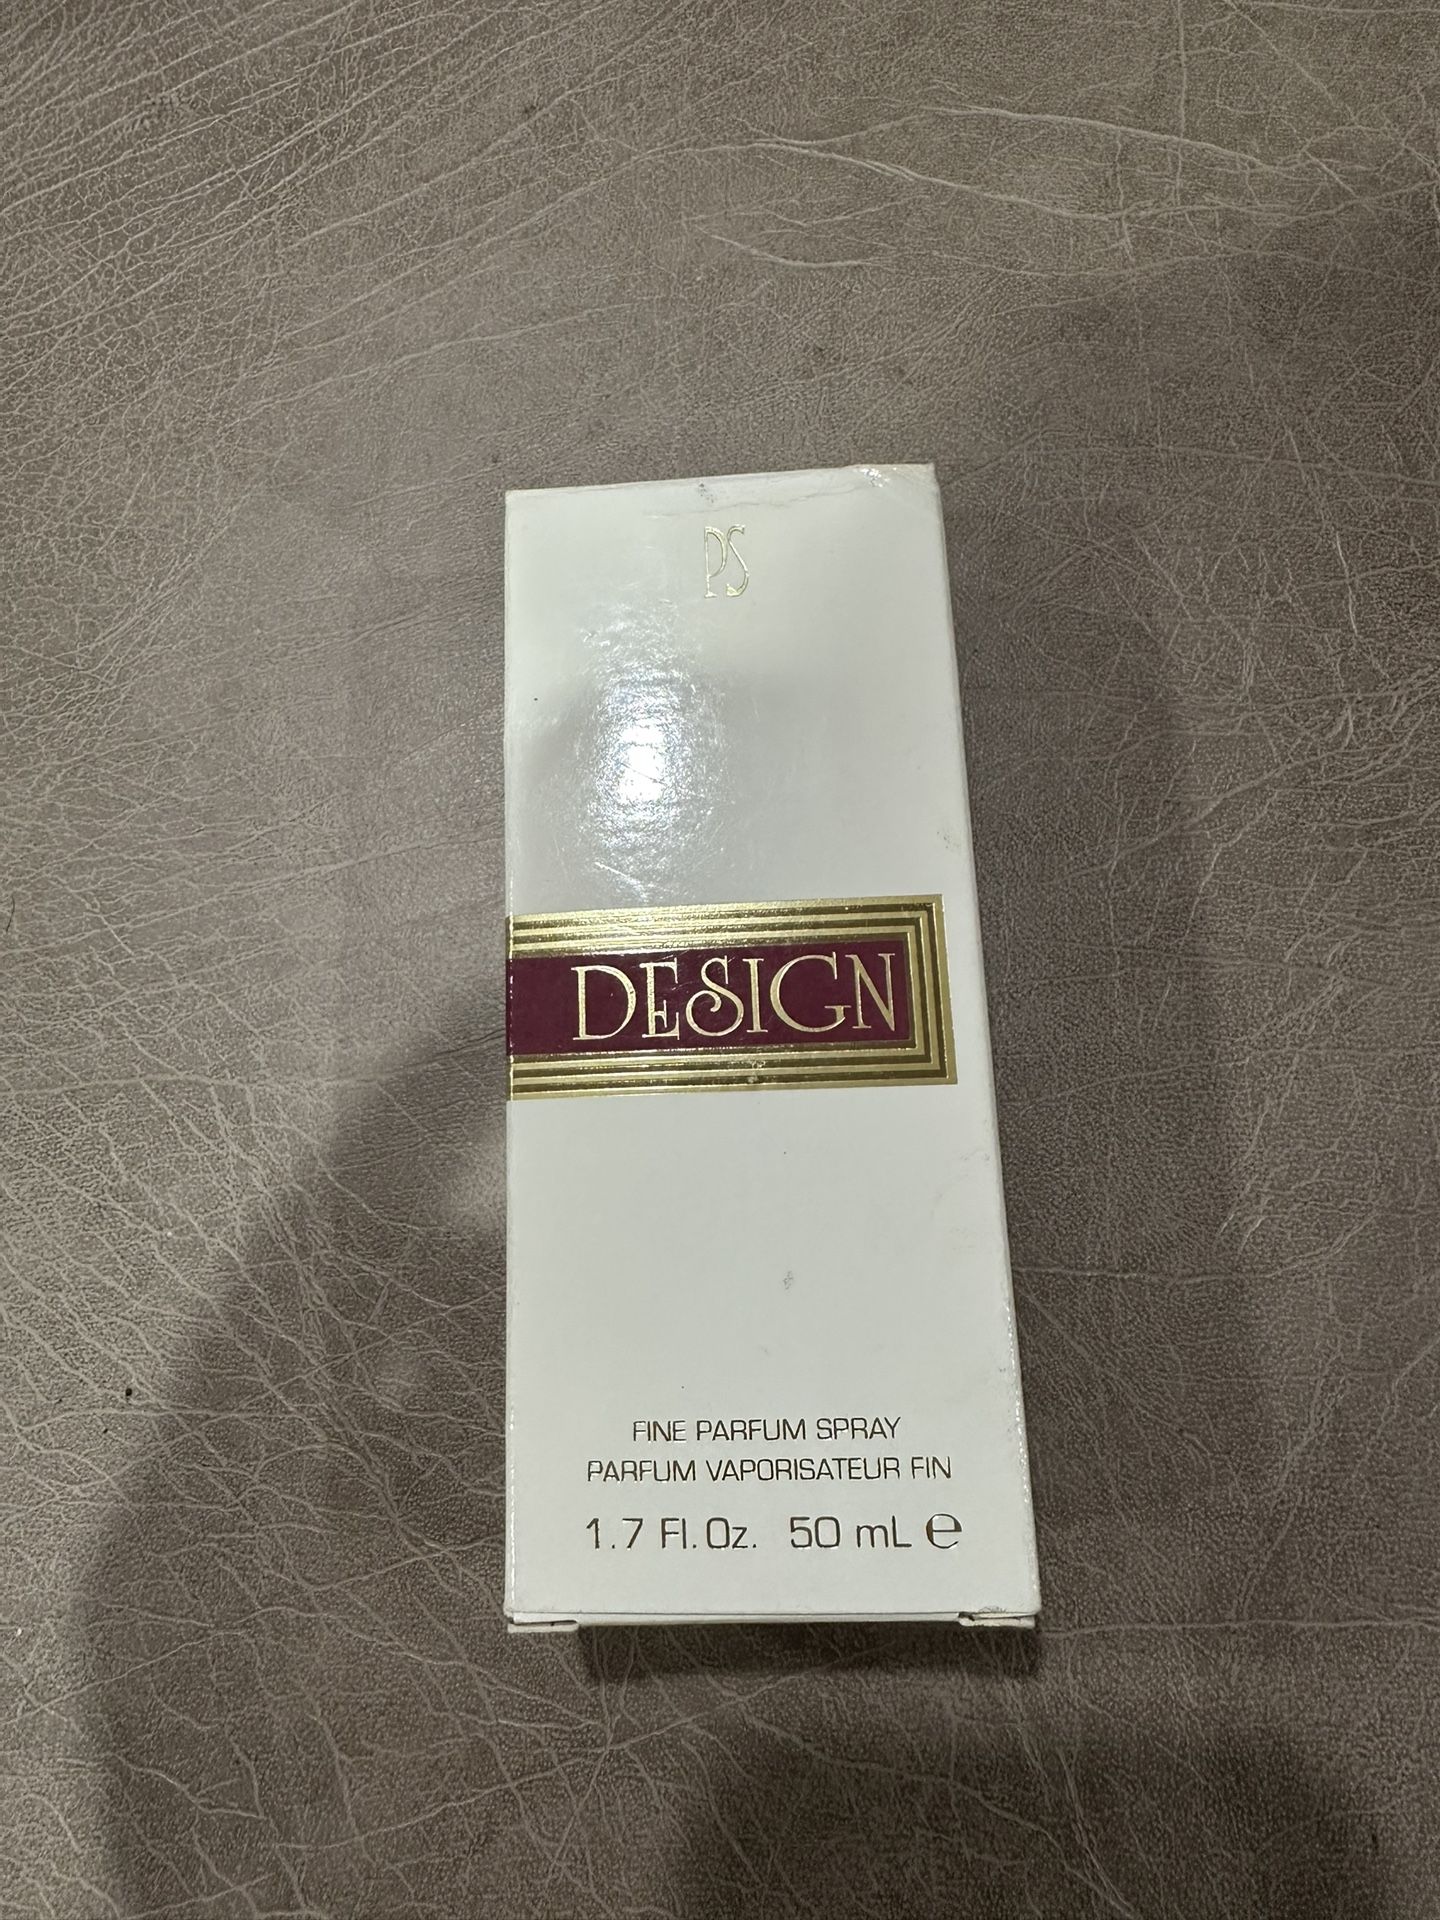 PS
DESIGN
FINE PARFUM SPRAY
PARFUM VAPORISATEUR FIN
1.7 Fl. Oz. 50 mL ℮